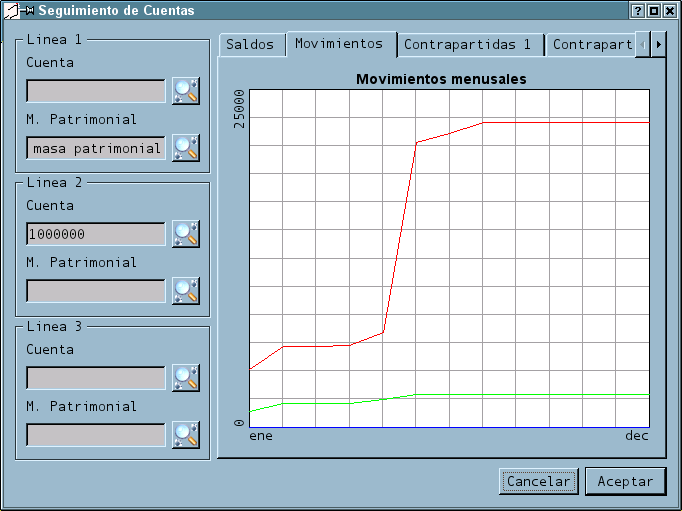 Seguimiento de Cuentas
Linea 1
Cuenta
M. Patrimonial
masa patrimonial
Linea 2
Cuenta
1000000
M. Patrimonial
Linea 3
Cuenta
M. Patrimonial
Saldos
Movimientos
Contrapartidas 1
Contrapart
Movimientos menusales
25000
0
ene
dec
Cancelar
Aceptar